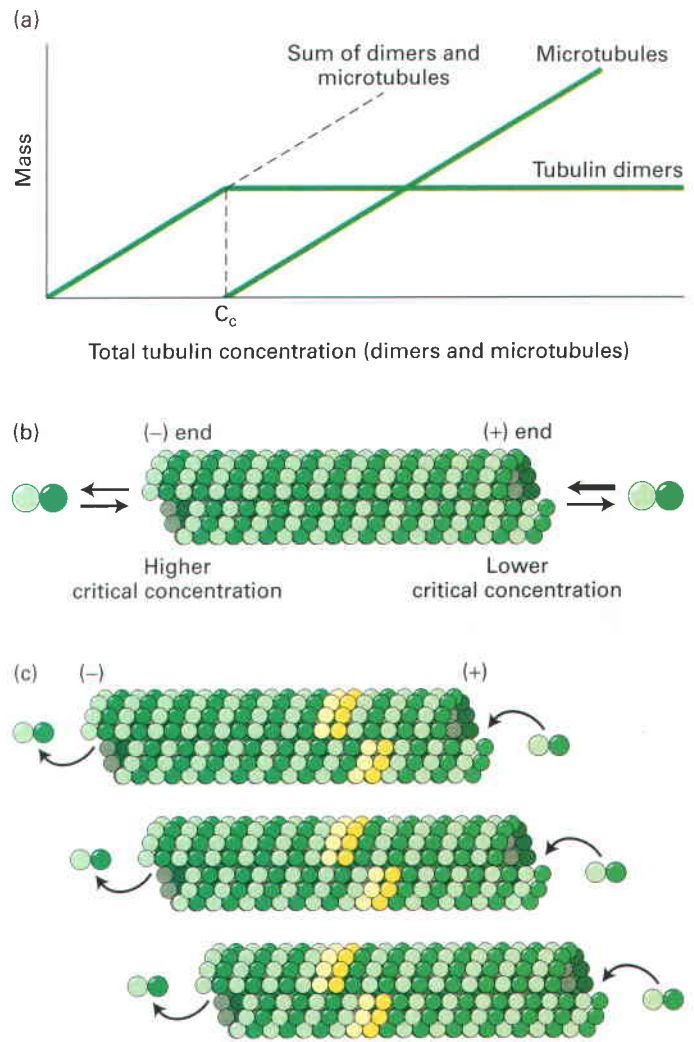 (a)
Sum of dimers and
microtubules
Microtubules
Tubulin dimers
Mass
C_c
Total tubulin concentration (dimers and microtubules)
(b)
(–) end
(+) end
Higher
critical concentration
Lower
critical concentration
(c)
(–)
(+)